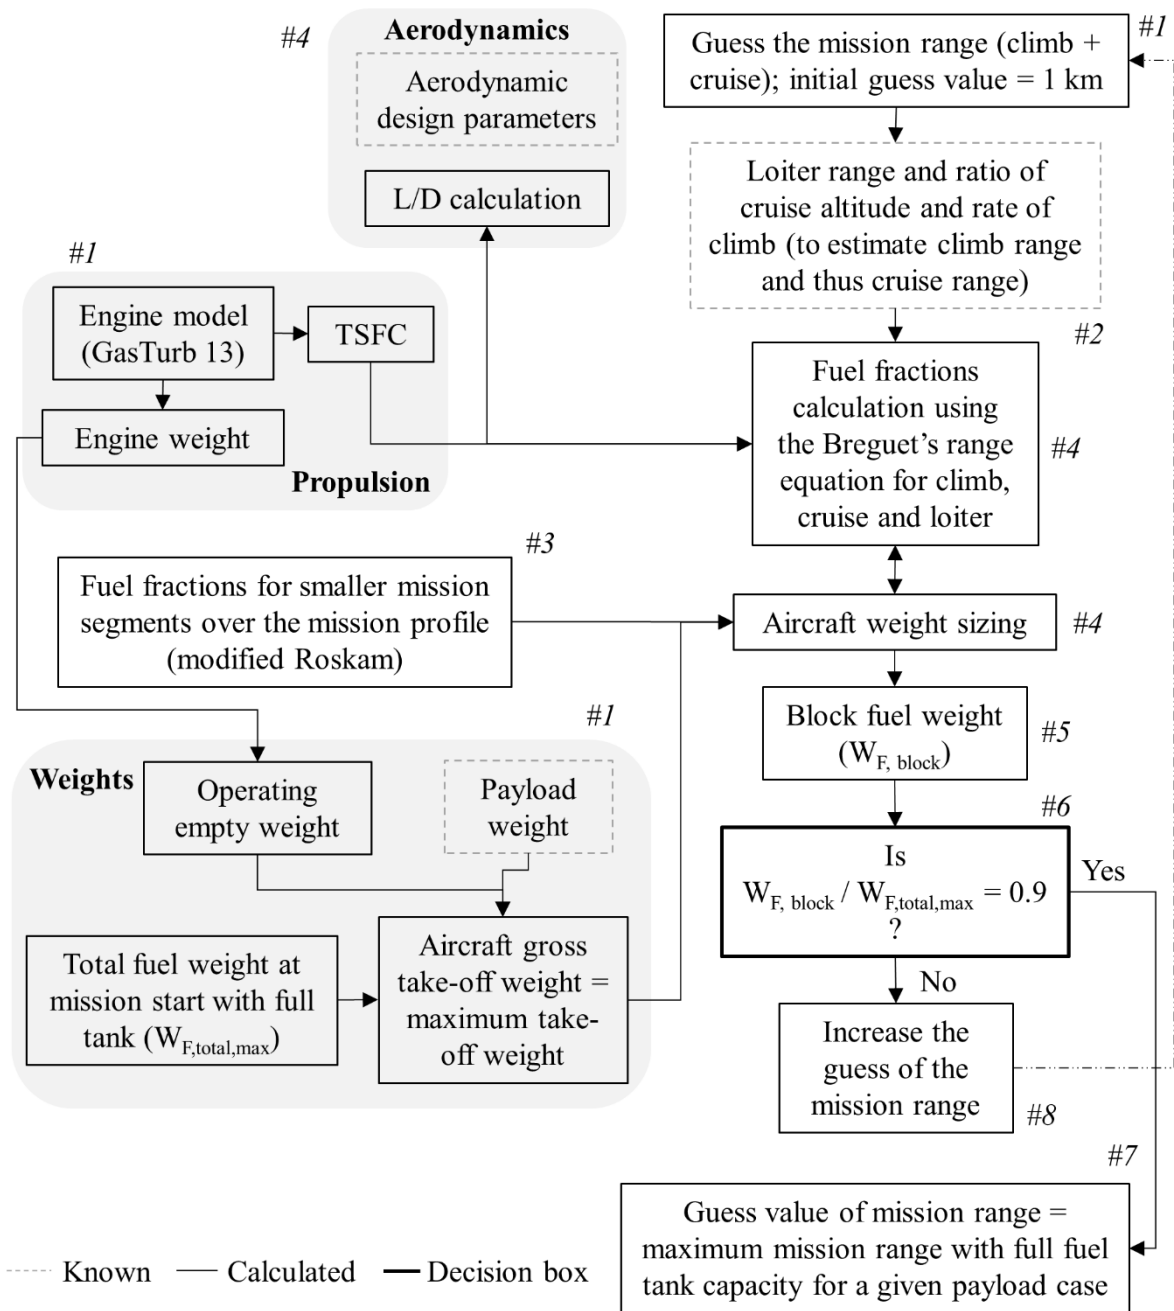 #4
Aerodynamics
Aerodynamic
design parameters
L/D calculation
#1
Guess the mission range (climb +
cruise); initial guess value = 1 km
Loiter range and ratio of
cruise altitude and rate of
climb (to estimate climb range
and thus cruise range)
#2
#1
Engine model
(GasTurb 13)
TSFC
Engine weight
Propulsion
Fuel fractions
calculation using
the Breguet's range
equation for climb,
cruise and loiter
#4
#3
Fuel fractions for smaller mission
segments over the mission profile
(modified Roskam)
Aircraft weight sizing
#4
Block fuel weight
(W_F, block)
#5
#1
Weights
Operating
empty weight
Payload
weight
Total fuel weight at
mission start with full
tank (W_F,total,max)
Aircraft gross
take-off weight =
maximum take-
off weight
#6
Is
W_F, block / W_F,total,max = 0.9
?
Yes
No
Increase the
guess of the
mission range
#8
#7
Guess value of mission range =
maximum mission range with full fuel
tank capacity for a given payload case
Known
Calculated
Decision box